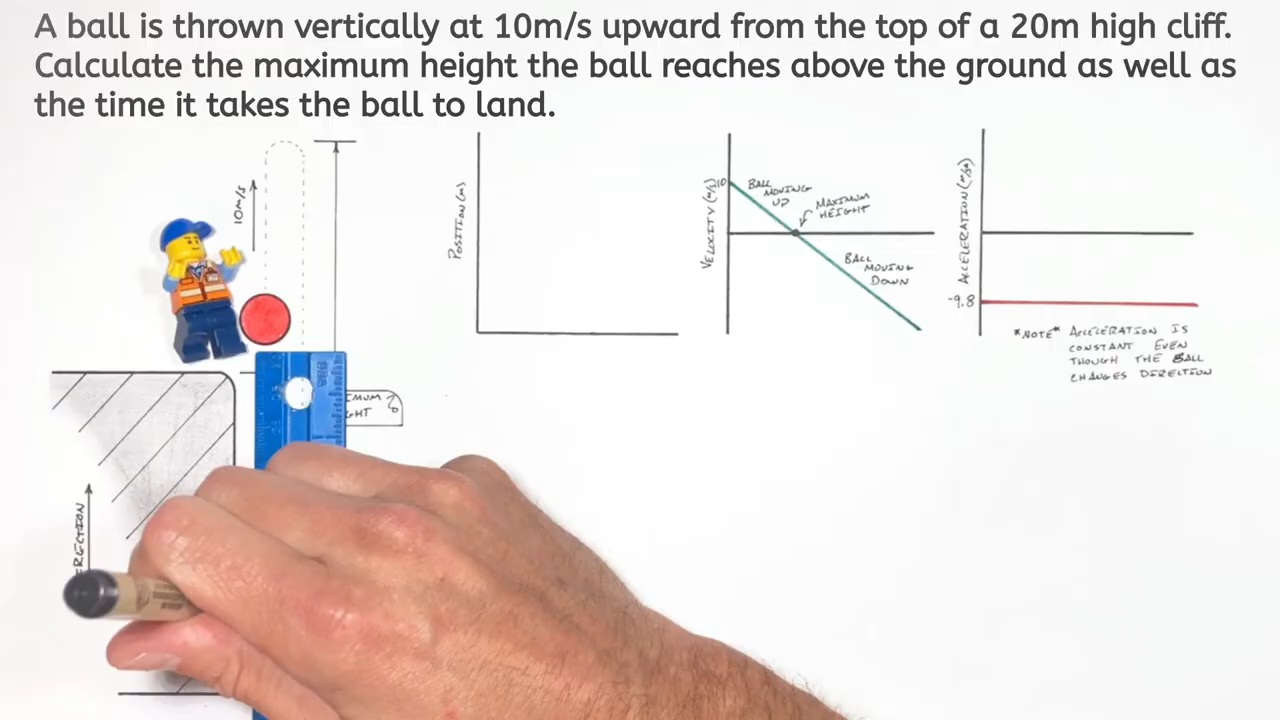 A ball is thrown vertically at 10m/s upward from the top of a 20m high cliff.
Calculate the maximum height the ball reaches above the ground as well as
the time it takes the ball to land.
10m/s
POSITION (m)
VELOCITY (m/s)
10
BALL
MOVING
UP
MAXIMUM
HEIGHT
BALL
MOVING
DOWN
ACCELERATION (m/s²)
-9.8
*NOTE* ACCELERATION IS
CONSTANT EVEN
THOUGH THE BALL
CHANGES DIRECTION
IMUM
GHT
RECTION